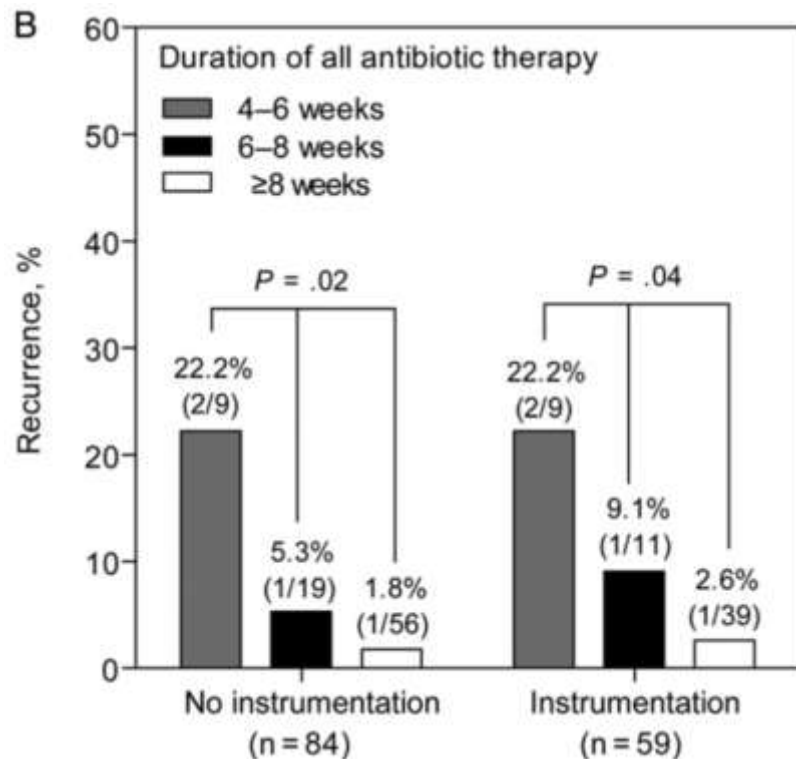 B
60
50
40
30
20
10
0
Recurrence, %
Duration of all antibiotic therapy
4–6 weeks
6–8 weeks
≥8 weeks
P = .02
22.2%
(2/9)
5.3%
(1/19)
1.8%
(1/56)
P = .04
22.2%
(2/9)
9.1%
(1/11)
2.6%
(1/39)
No instrumentation
(n = 84)
Instrumentation
(n = 59)